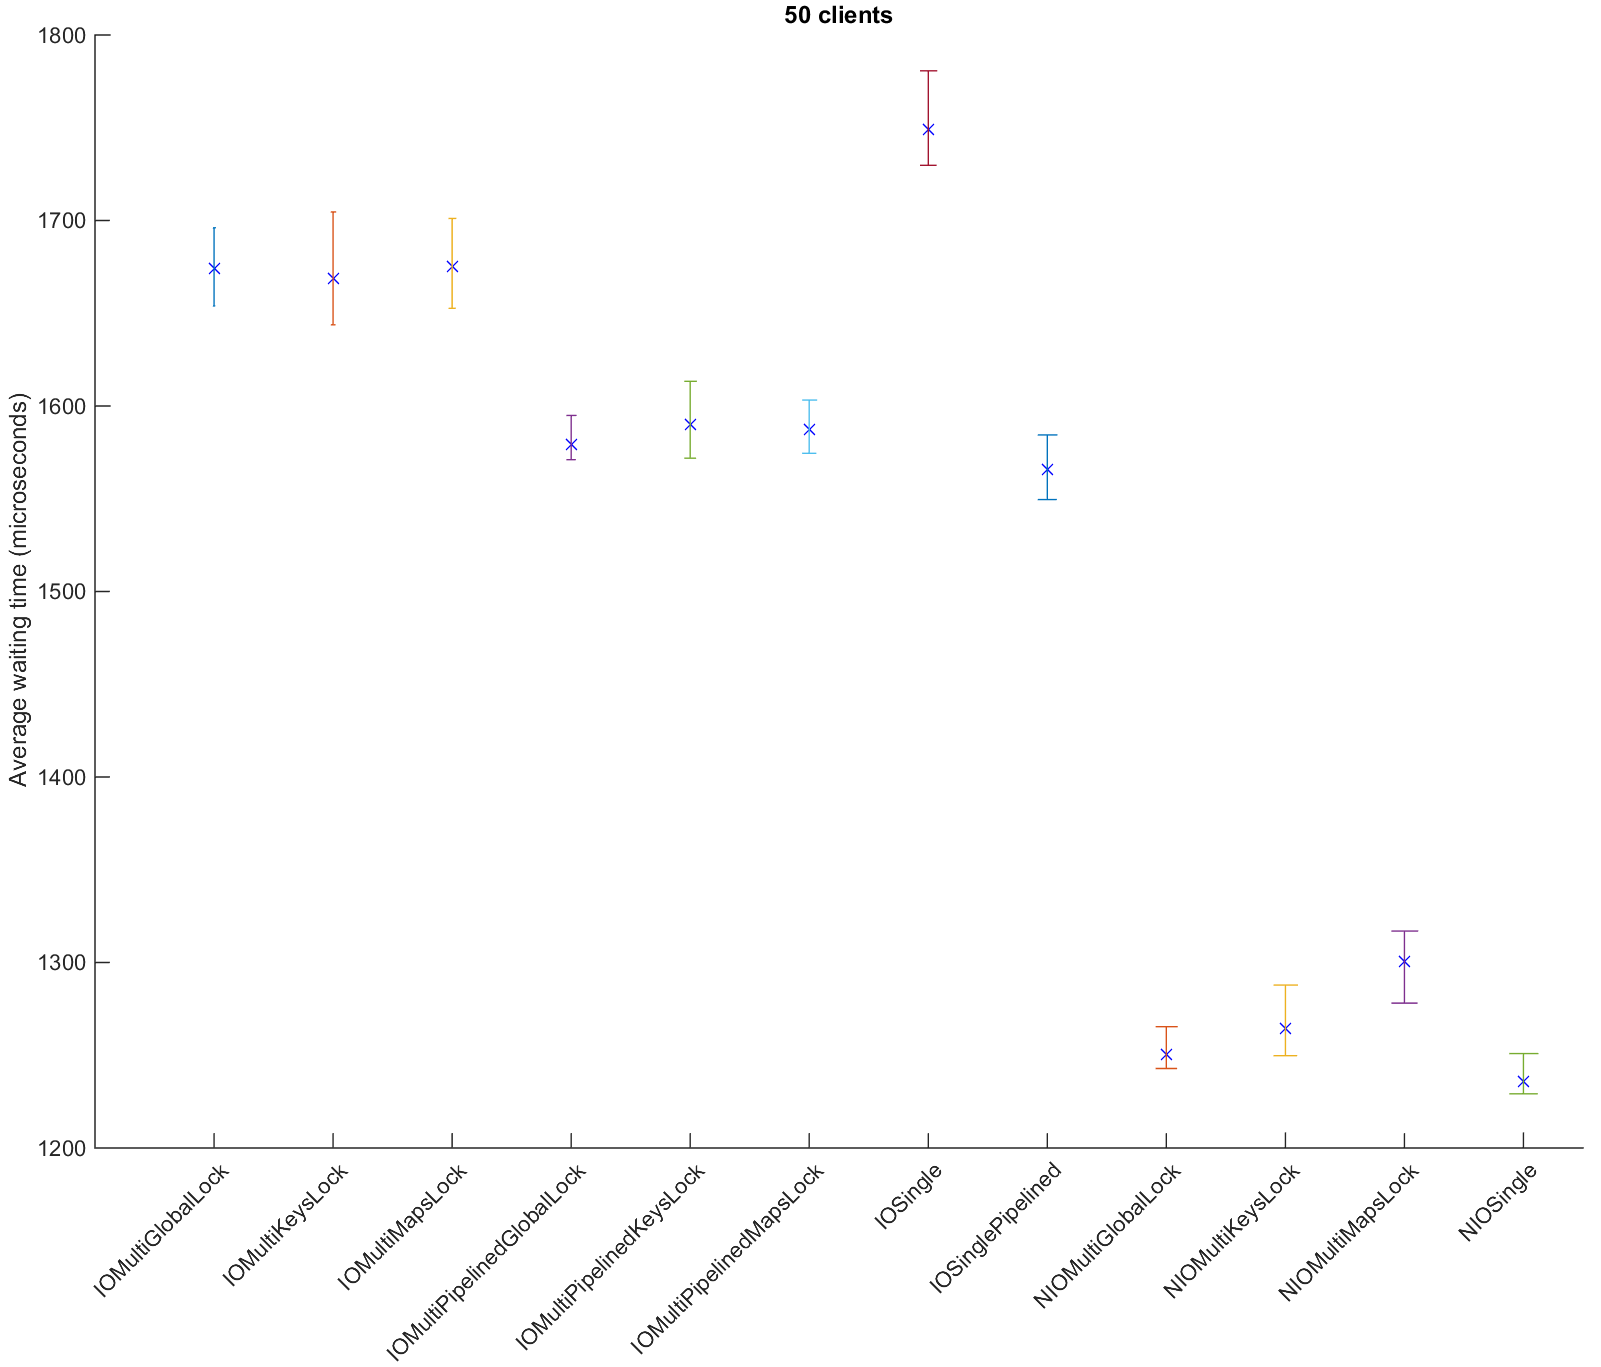 50 clients
1800
1700
1600
1500
1400
1300
1200
Average waiting time (microseconds)
IOMultiGlobalLock
IOMultiKeysLock
IOMultiMapsLock
IOMultiPipelinedGlobalLock
IOMultiPipelinedKeysLock
IOMultiPipelinedMapsLock
IOSingle
IOSinglePipelined
NIOMultiGlobalLock
NIOMultiKeysLock
NIOMultiMapsLock
NIOSingle